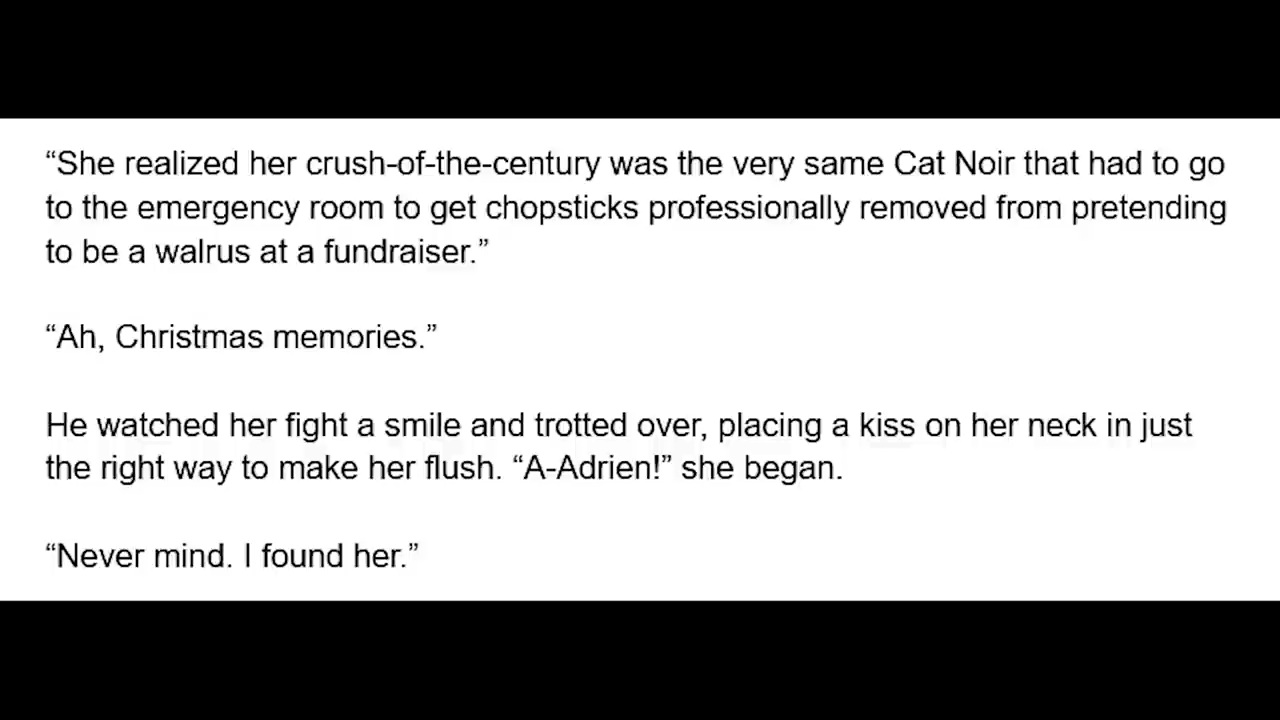 “She realized her crush-of-the-century was the very same Cat Noir that had to go
to the emergency room to get chopsticks professionally removed from pretending
to be a walrus at a fundraiser.”
“Ah, Christmas memories.”
He watched her fight a smile and trotted over, placing a kiss on her neck in just
the right way to make her flush. “A-Adrien!” she began.
“Never mind. I found her.”